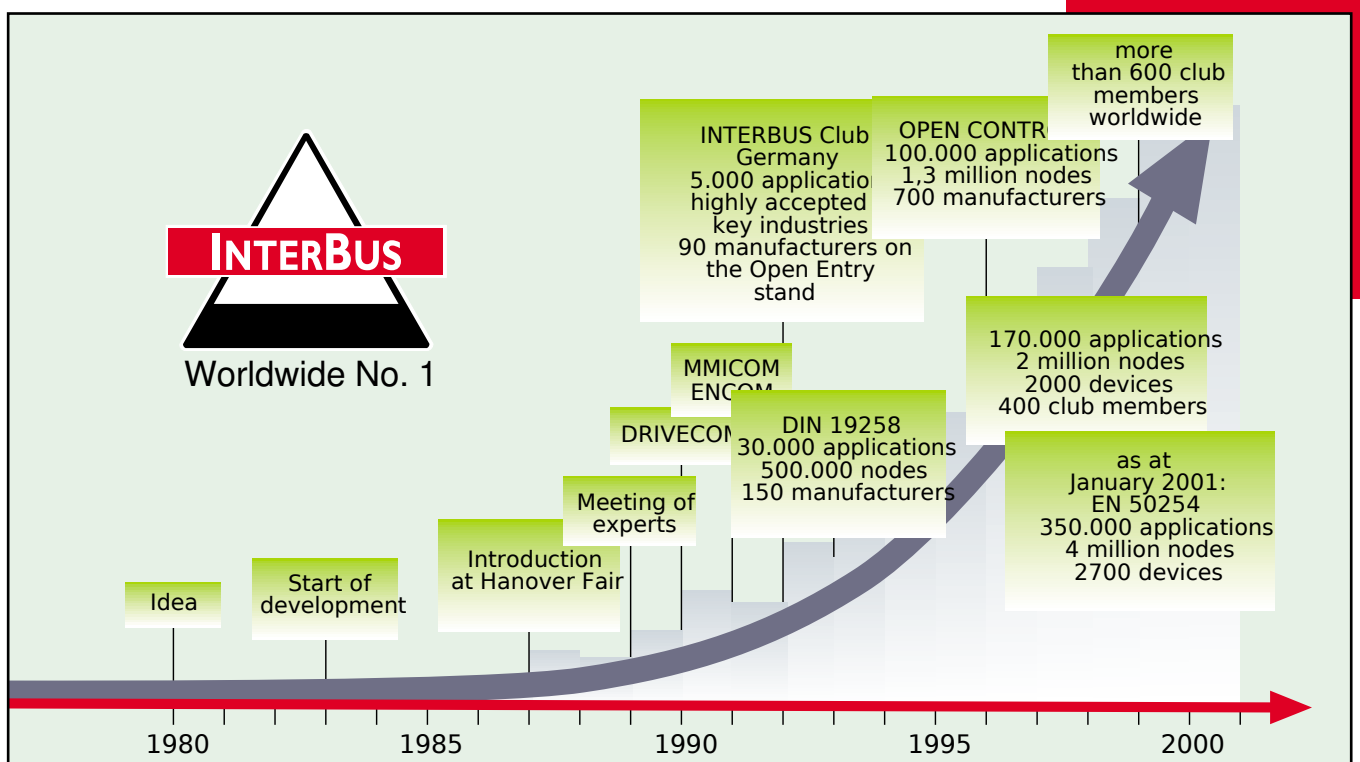 INTERBUS
Worldwide No. 1
Idea
Start of
development
Introduction
at Hanover Fair
Meeting of
experts
DRIVECOM
MMICOM
ENCOM
INTERBUS Club
Germany
5.000 application
highly accepted
key industries
90 manufacturers on
the Open Entry
stand
DIN 19258
30.000 applications
500.000 nodes
150 manufacturers
OPEN
100.000 applications
1,3 million nodes
700 manufacturers
170.000 applications
2 million nodes
2000 devices
400 club members
more
than 600 club
members
worldwide
as at
January 2001:
EN 50254
350.000 applications
4 million nodes
2700 devices
1980
1985
1990
1995
2000